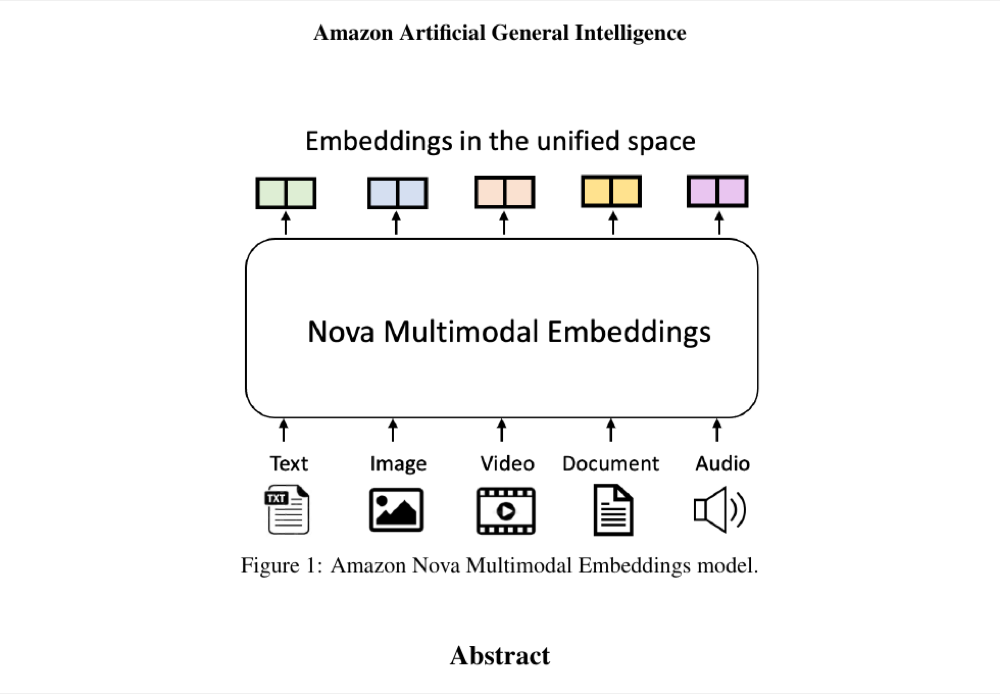 Amazon Artificial General Intelligence
Embeddings in the unified space
Nova Multimodal Embeddings
Text Image Video Document Audio
TXT
Figure 1: Amazon Nova Multimodal Embeddings model.
Abstract